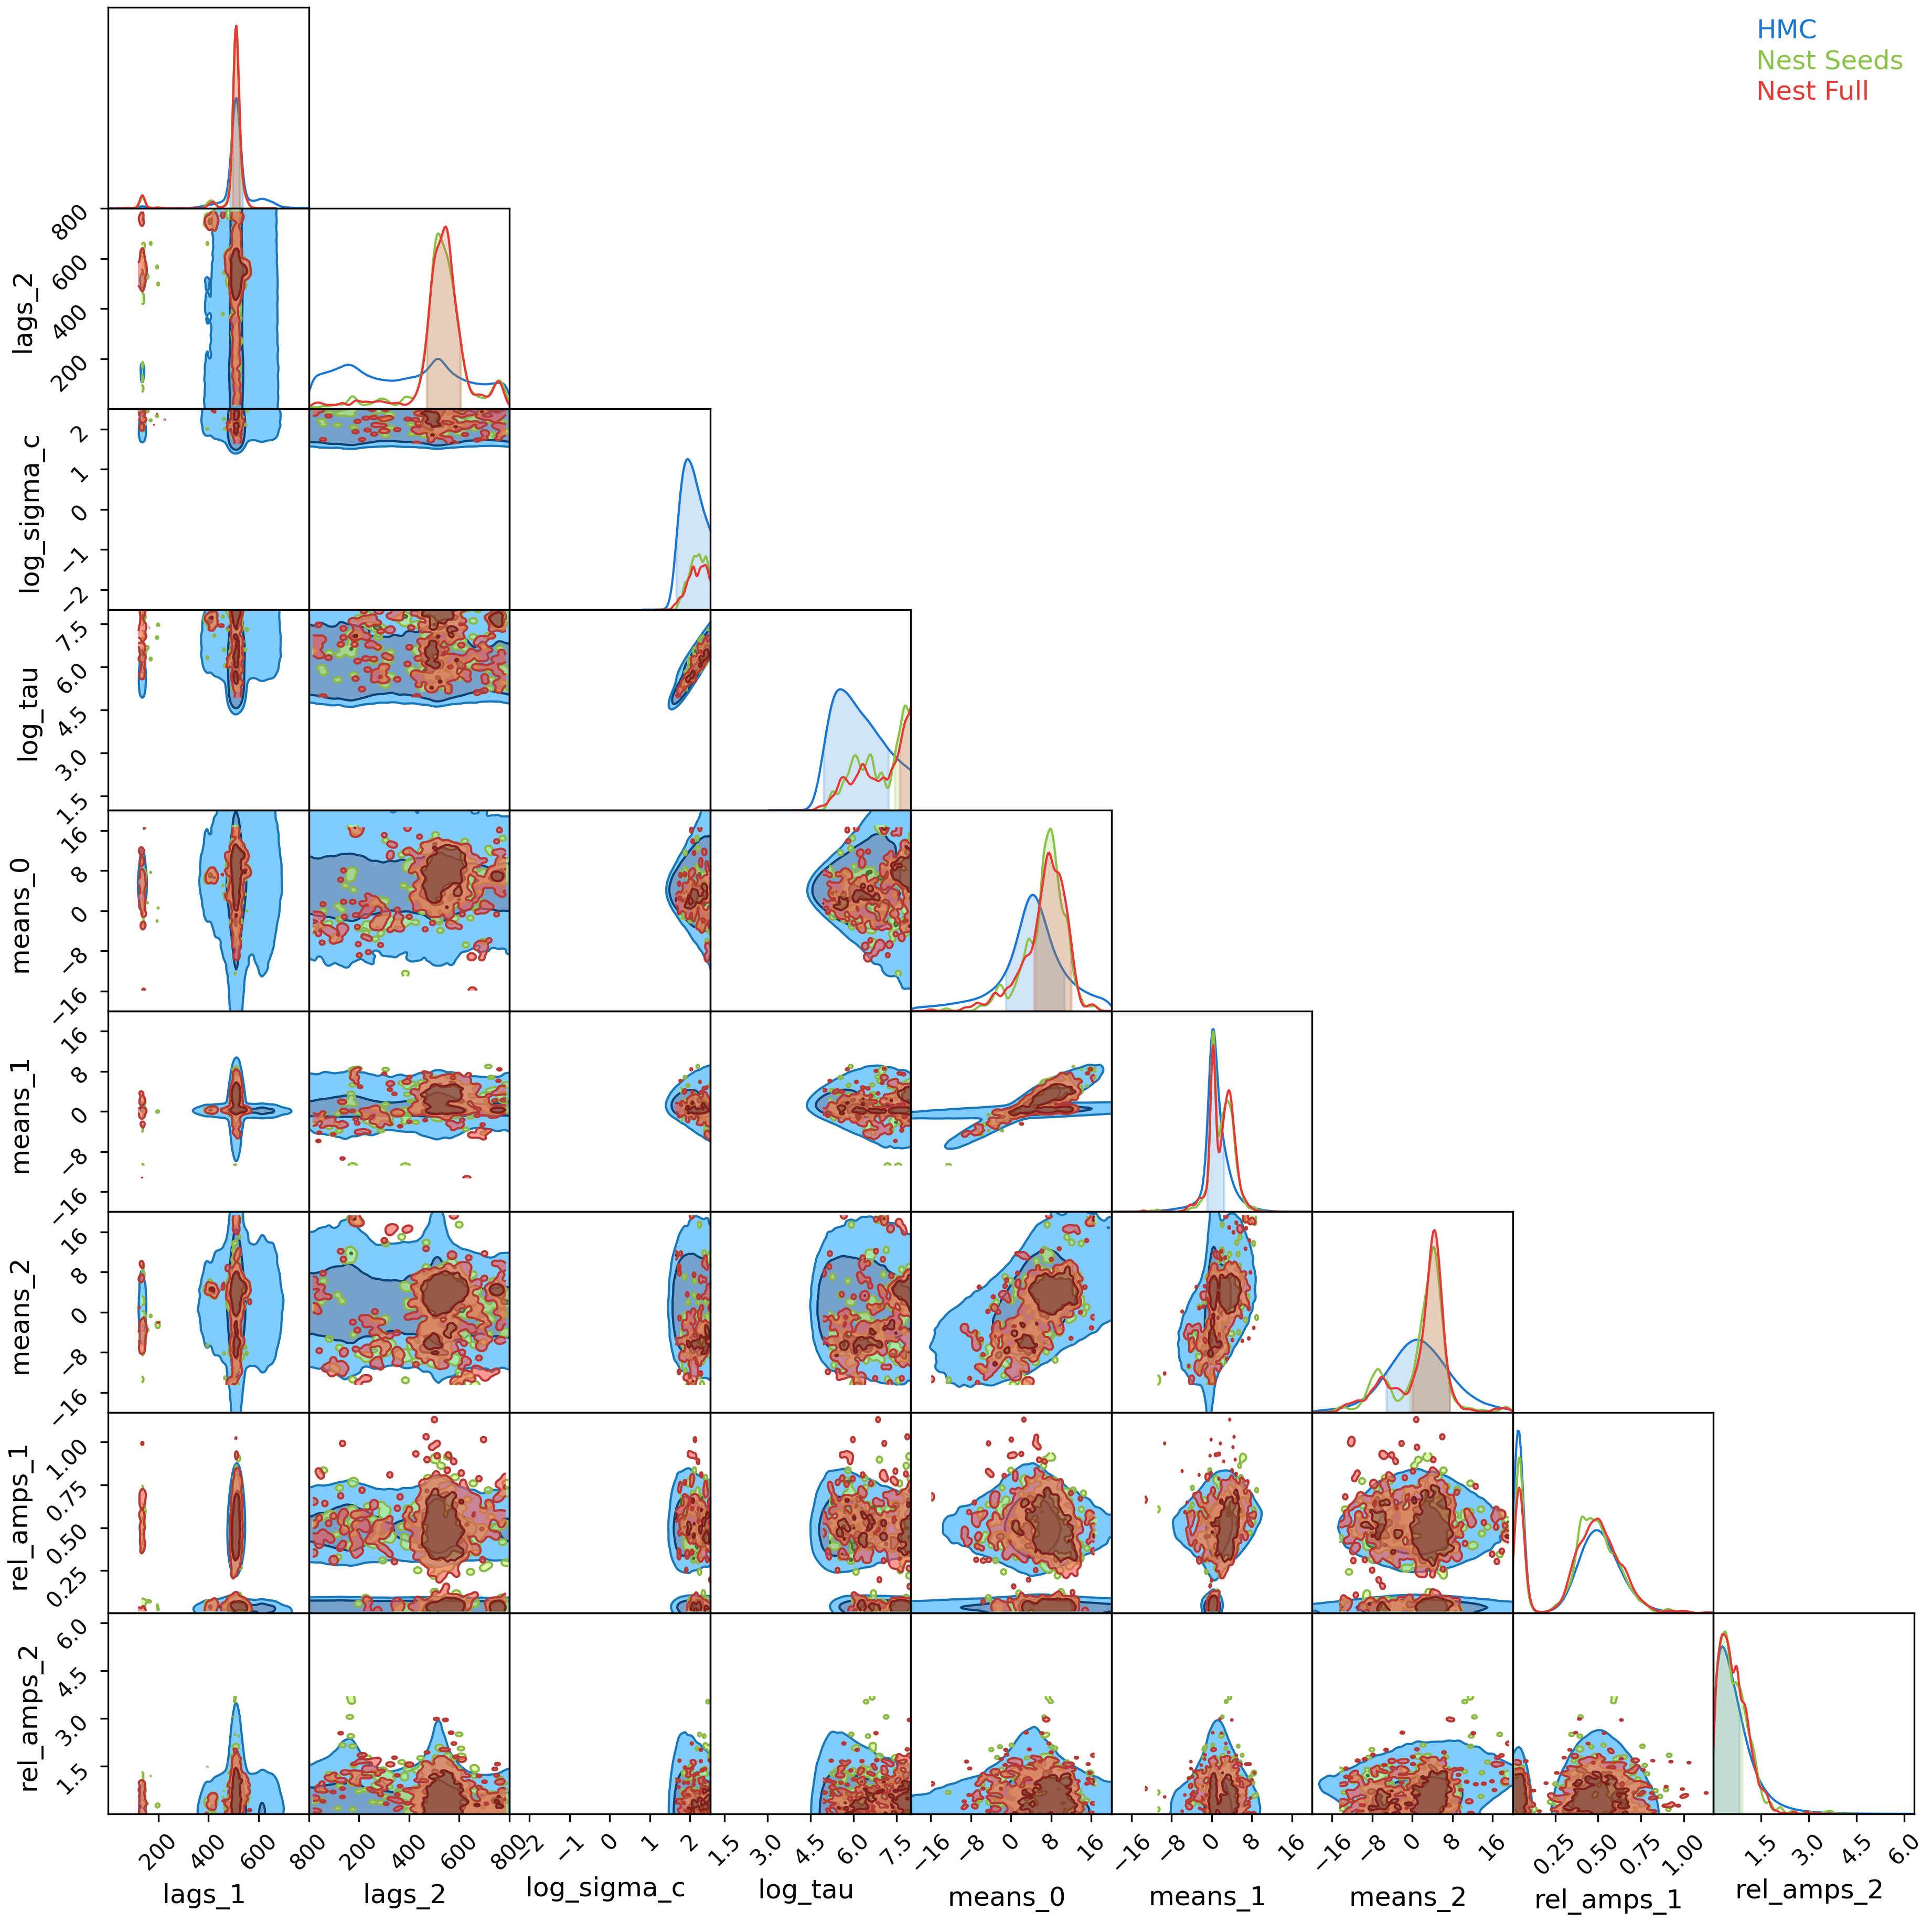 HMC
Nest Seeds
Nest Full
lags_2
800
600
400
200
log_sigma_c
2
1
0
−1
−2
log_tau
7.5
6.0
4.5
3.0
1.5
means_0
16
8
0
−8
−16
means_1
16
8
0
−8
−16
means_2
16
8
0
−8
−16
rel_amps_1
1.00
0.75
0.50
0.25
rel_amps_2
6.0
4.5
3.0
1.5
200 400 600 800 200 400 600 800 −2 −1 0 1 2 1.5 3.0 4.5 6.0 7.5 −16 −8 0 8 16 −16 −8 0 8 16 −16 −8 0 8 16 0.25 0.50 0.75 1.00 1.5 3.0 4.5 6.0
lags_1 lags_2 log_sigma_c log_tau means_0 means_1 means_2 rel_amps_1 rel_amps_2